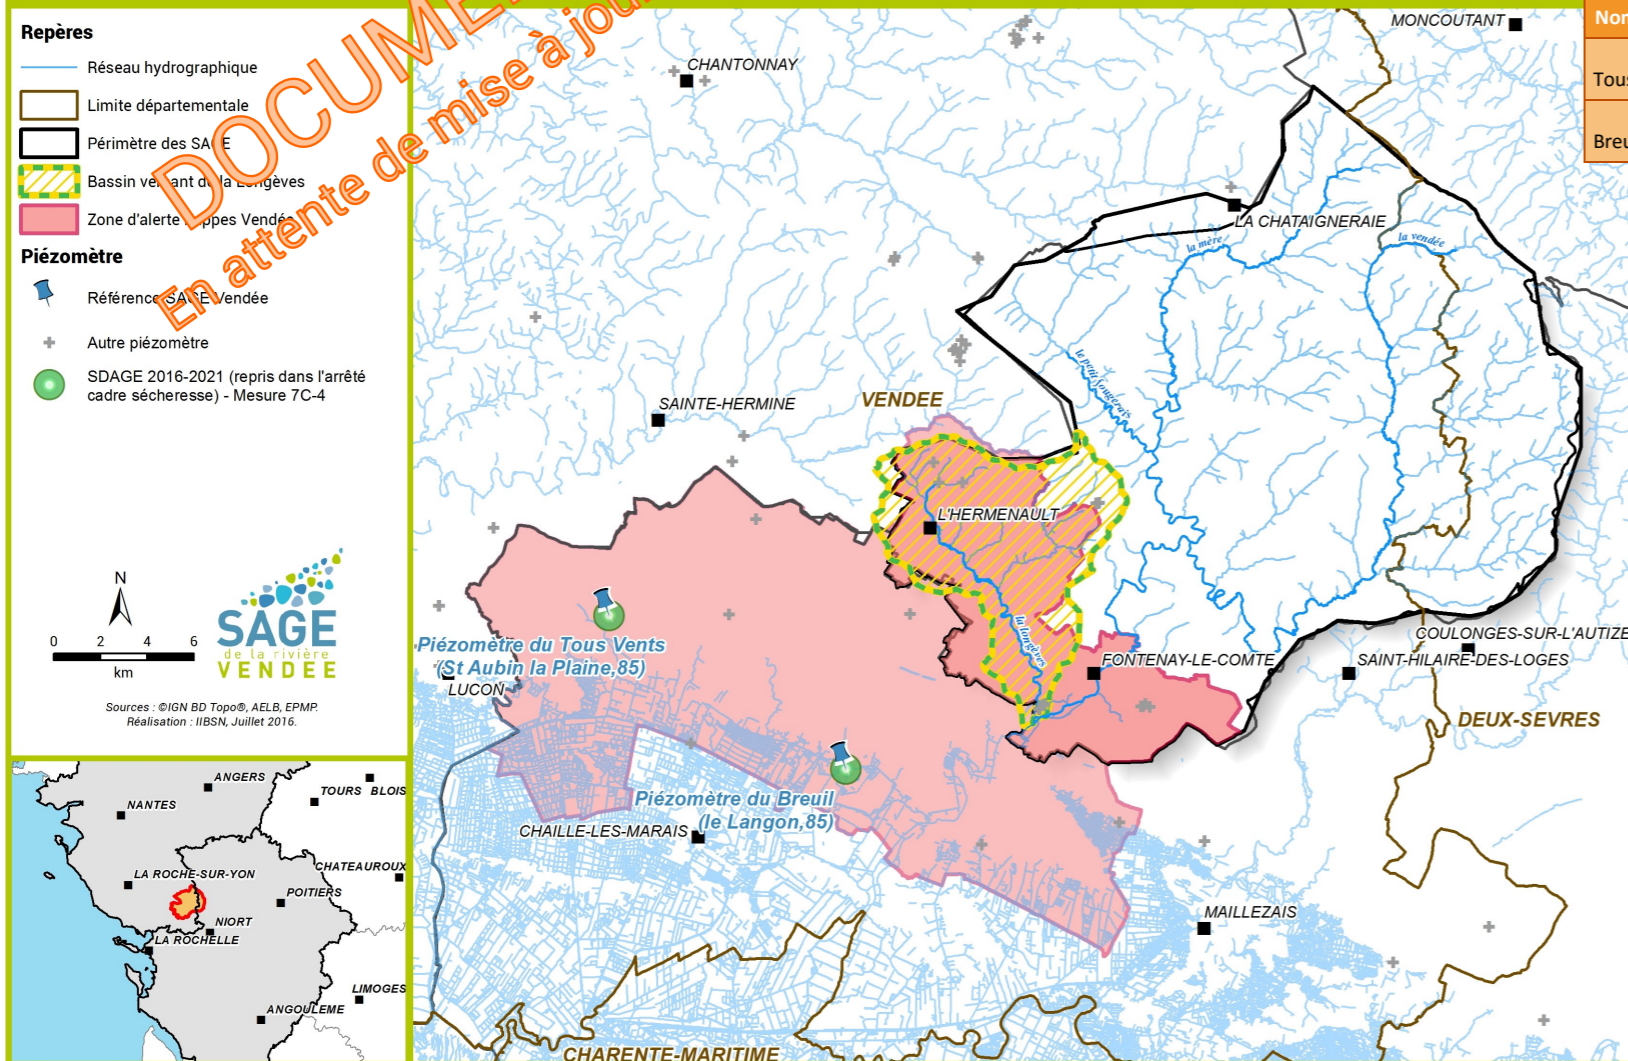 Repères
Réseau hydrographique
Limite départementale
Périmètre des SAGE
Bassin versant de la Longèves
Zone d'alerte nappes Vendée
Piézomètre
Référence SAGE Vendée
Autre piézomètre
SDAGE 2016-2021 (repris dans l'arrêté
cadre sécheresse) - Mesure 7C-4
En attente de mise à jour
N
0 2 4 6
km
SAGE
de la rivière
VENDEE
Sources : ©IGN BD Topo®, AELB, EPMP.
Réalisation : IIBSN, Juillet 2016.
ANGERS
TOURS BLOIS
NANTES
CHATEAUROUX
LA ROCHE-SUR-YON
POITIERS
NIORT
LA ROCHELLE
LIMOGES
ANGOULEME
MONCOUTANT
CHANTONNAY
LA CHATAIGNERAIE
la mère
la vendée
le petit fougerais
SAINTE-HERMINE
VENDEE
L'HERMENAULT
la longèves
Piézomètre du Tous Vents
(St Aubin la Plaine,85)
LUCON
FONTENAY-LE-COMTE
COULONGES-SUR-L'AUTIZE
SAINT-HILAIRE-DES-LOGES
DEUX-SEVRES
Piézomètre du Breuil
(le Langon,85)
CHAILLE-LES-MARAIS
MAILLEZAIS
CHARENTE-MARITIME